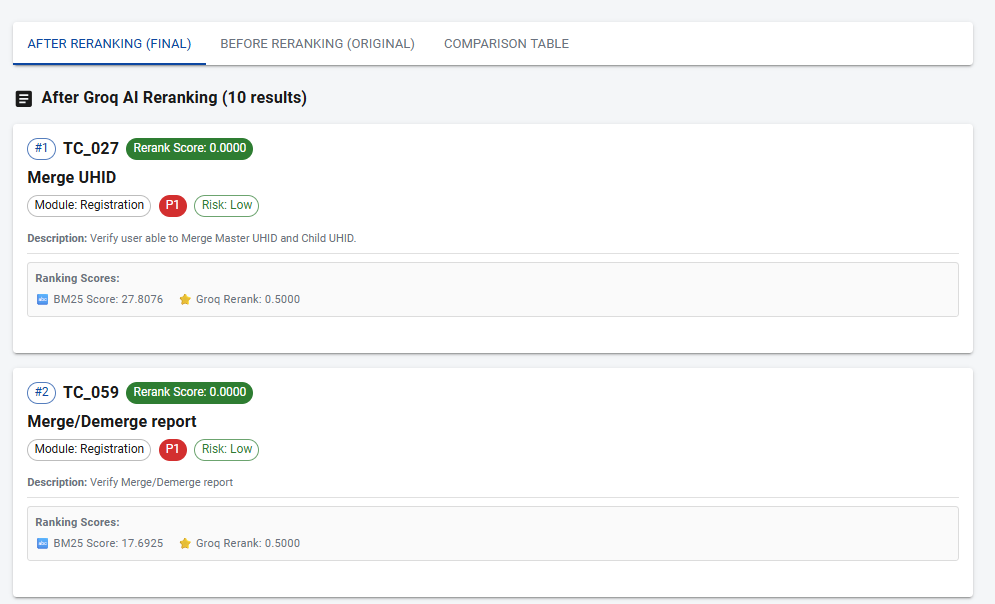 AFTER RERANKING (FINAL) BEFORE RERANKING (ORIGINAL) COMPARISON TABLE
After Groq AI Reranking (10 results)
#1 TC_027 Rerank Score: 0.0000
Merge UHID
Module: Registration P1 Risk: Low
Description: Verify user able to Merge Master UHID and Child UHID.
Ranking Scores:
abc BM25 Score: 27.8076 Groq Rerank: 0.5000
#2 TC_059 Rerank Score: 0.0000
Merge/Demerge report
Module: Registration P1 Risk: Low
Description: Verify Merge/Demerge report
Ranking Scores:
abc BM25 Score: 17.6925 Groq Rerank: 0.5000